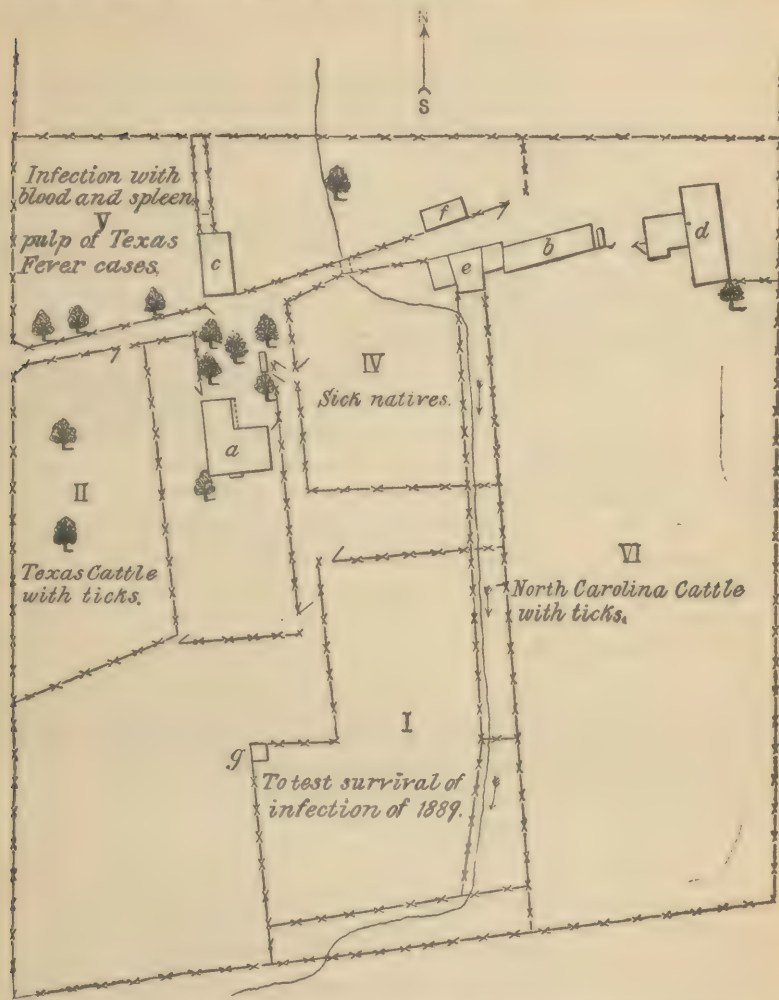 N
S
Infection with
blood and spleen
V
pulp of Texas
Fever cases,
c
f
e
b
d
IV
Sick natives.
a
II
Texas Cattle
with ticks.
VI
North Carolina Cattle
with ticks.
I
g
To test survival of
infection of 1889.